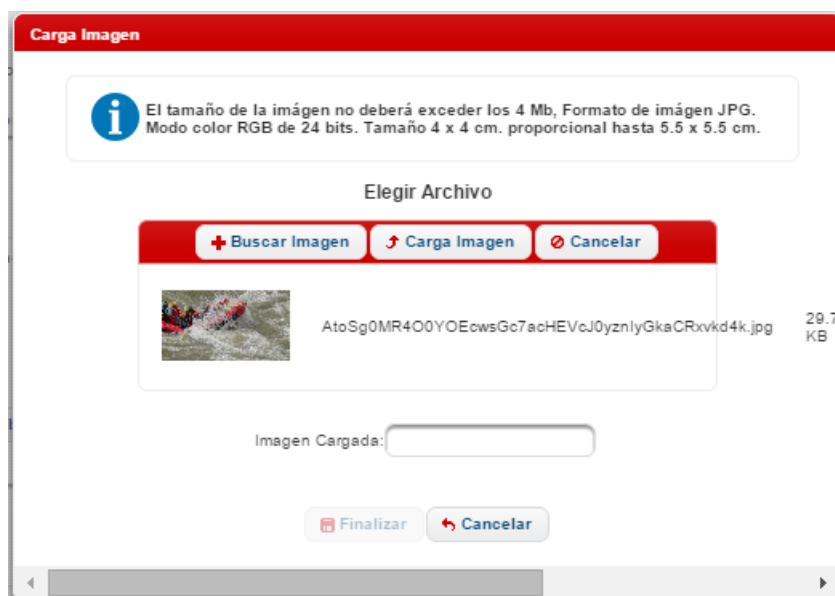 Carga Imagen
El tamaño de la imágen no deberá exceder los 4 Mb, Formato de imágen JPG.
Modo color RGB de 24 bits. Tamaño 4 x 4 cm. proporcional hasta 5.5 x 5.5 cm.
Elegir Archivo
Buscar Imagen Carga Imagen Cancelar
AtoSg0MR4O0YOEcwsGc7acHEVcJ0yznIyGkaCRxvkd4k.jpg 29.7
KB
Imagen Cargada:
Finalizar Cancelar